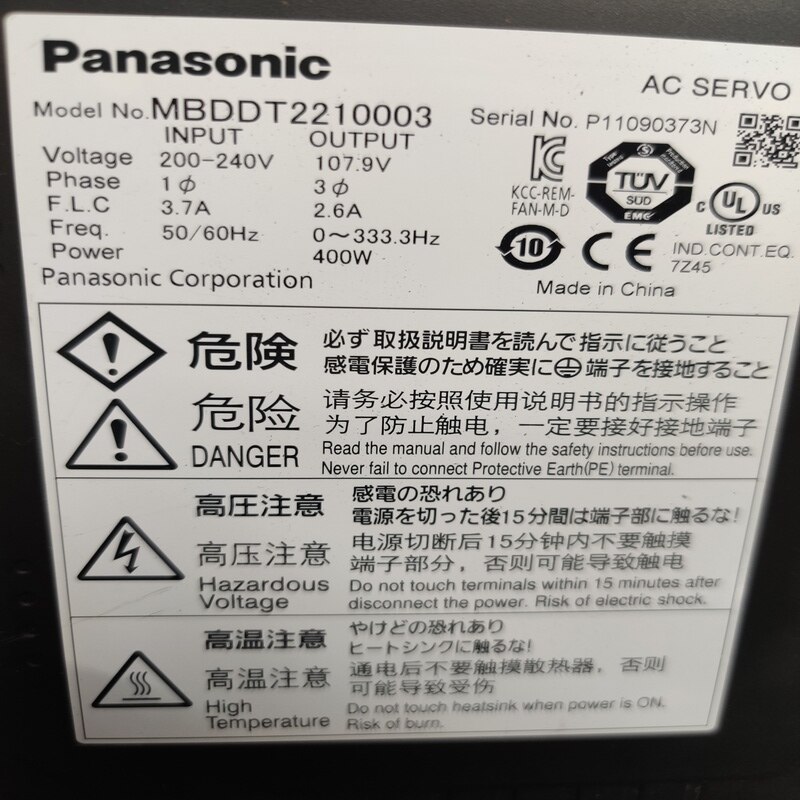 Panasonic
AC SERVO
Model No. MBDDT2210003
Serial No. P11090373N
INPUT OUTPUT
Voltage 200-240V 107.9V
Phase 1ϕ 3ϕ
F.L.C 3.7A 2.6A
Freq. 50/60Hz 0～333.3Hz
Power 400W
Panasonic Corporation
KCC-REM-
FAN-M-D
TÜV
SÜD
EMC
C UL US
LISTED
IND.CONT.EQ.
7Z45
10
CE
Made in China
危険
必ず取扱説明書を読んで指示に従うこと
感電保護のため確実に⏚端子を接地すること
危险
请务必按照使用说明书的指示操作
为了防止触电，一定要接好接地端子
DANGER
Read the manual and follow the safety instructions before use.
Never fail to connect Protective Earth(PE) terminal.
高圧注意
感電の恐れあり
電源を切った後15分間は端子部に触るな!
高压注意
电源切断后15分钟内不要触摸
端子部分，否则可能导致触电
Hazardous
Voltage
Do not touch terminals within 15 minutes after
disconnect the power. Risk of electric shock.
高温注意
やけどの恐れあり
ヒートシンクに触るな!
高温注意
通电后不要触摸散热器，否则
可能导致受伤
High
Temperature
Do not touch heatsink when power is ON.
Risk of burn.